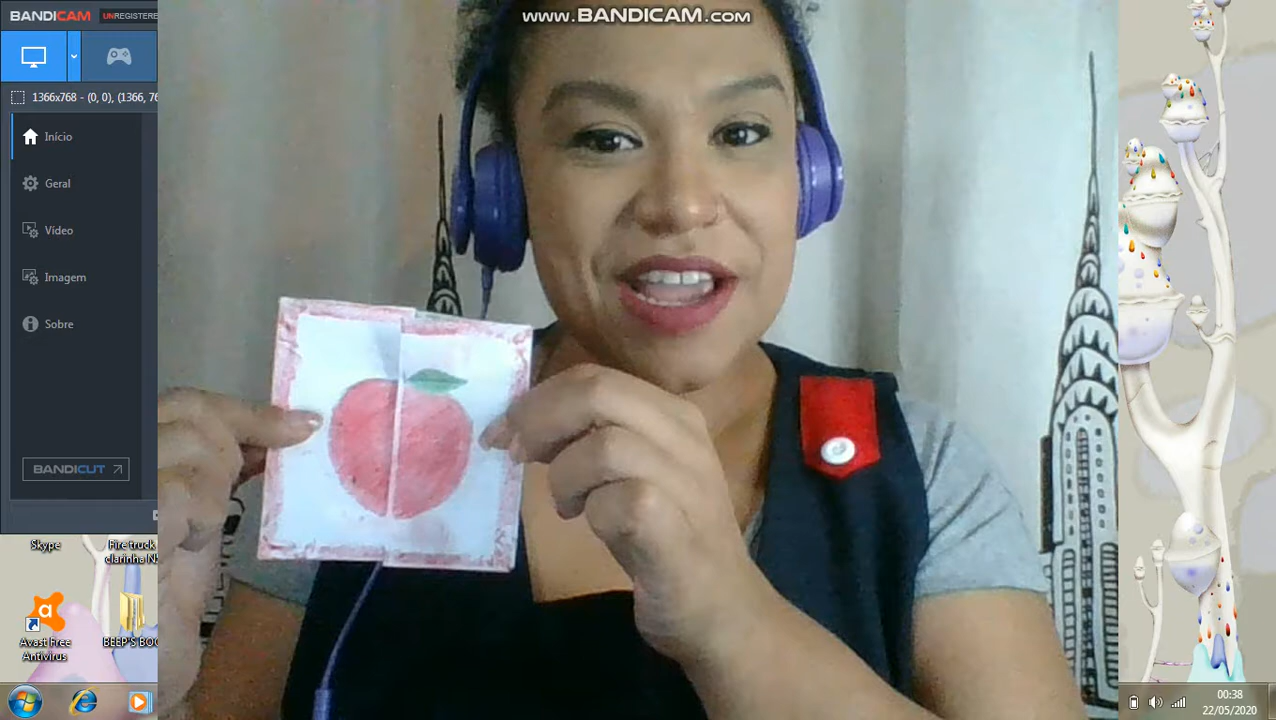 BANDICAM UNREGISTERE
www.BANDICAM.com
1366x768 - (0, 0), (1366, 76
Início
Geral
Vídeo
Imagem
Sobre
BANDICUT
Skype
Fire truck
clarinha N
Avast Free
Antivirus
BEEP'S BOO
00:38
22/05/2020